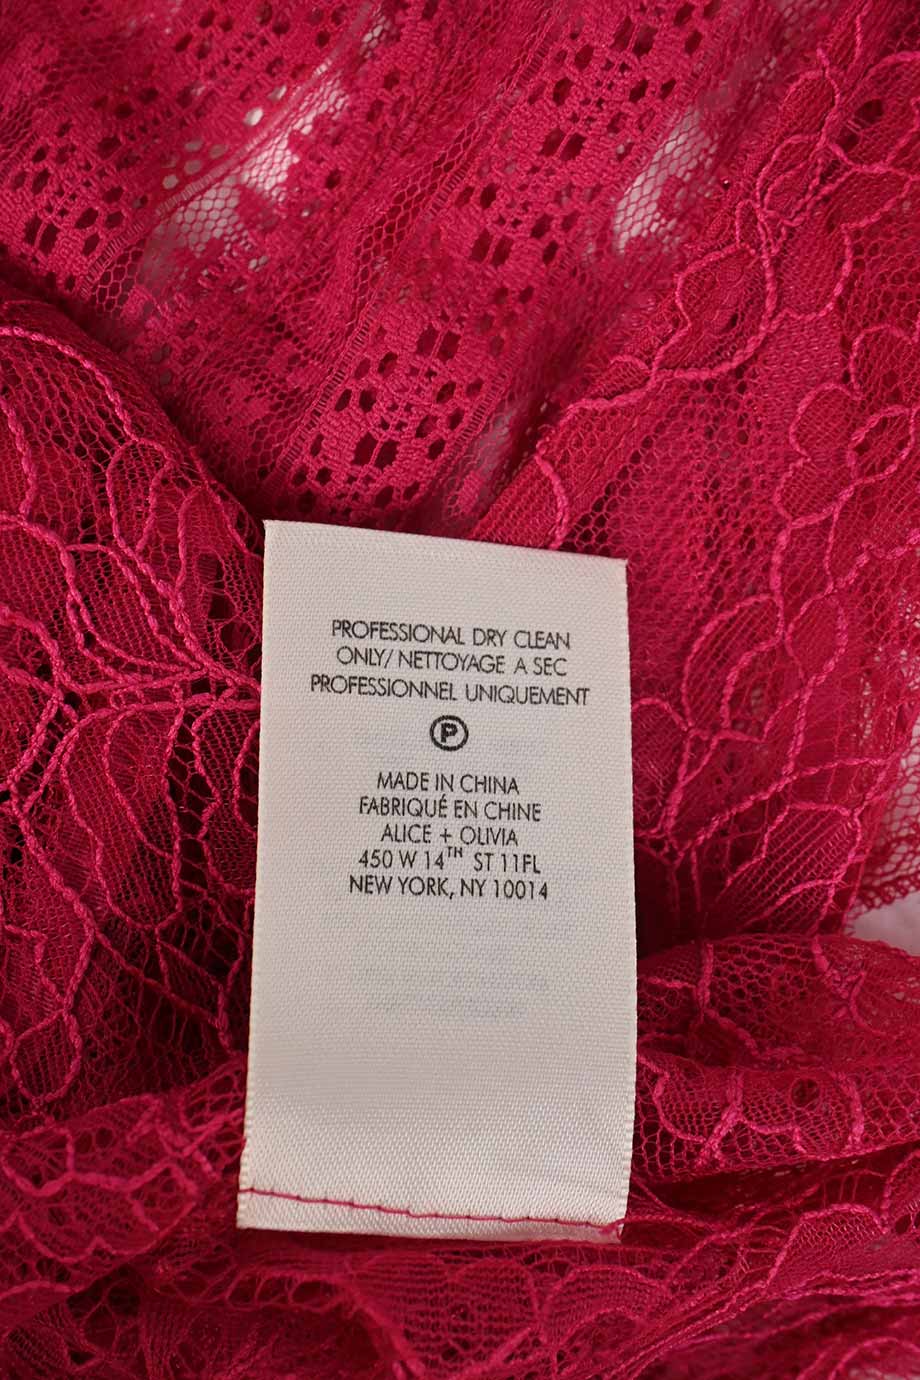 PROFESSIONAL DRY CLEAN
ONLY/ NETTOYAGE A SEC
PROFESSIONNEL UNIQUEMENT
P
MADE IN CHINA
FABRIQUÉ EN CHINE
ALICE + OLIVIA
450 W 14TH ST 11FL
NEW YORK, NY 10014